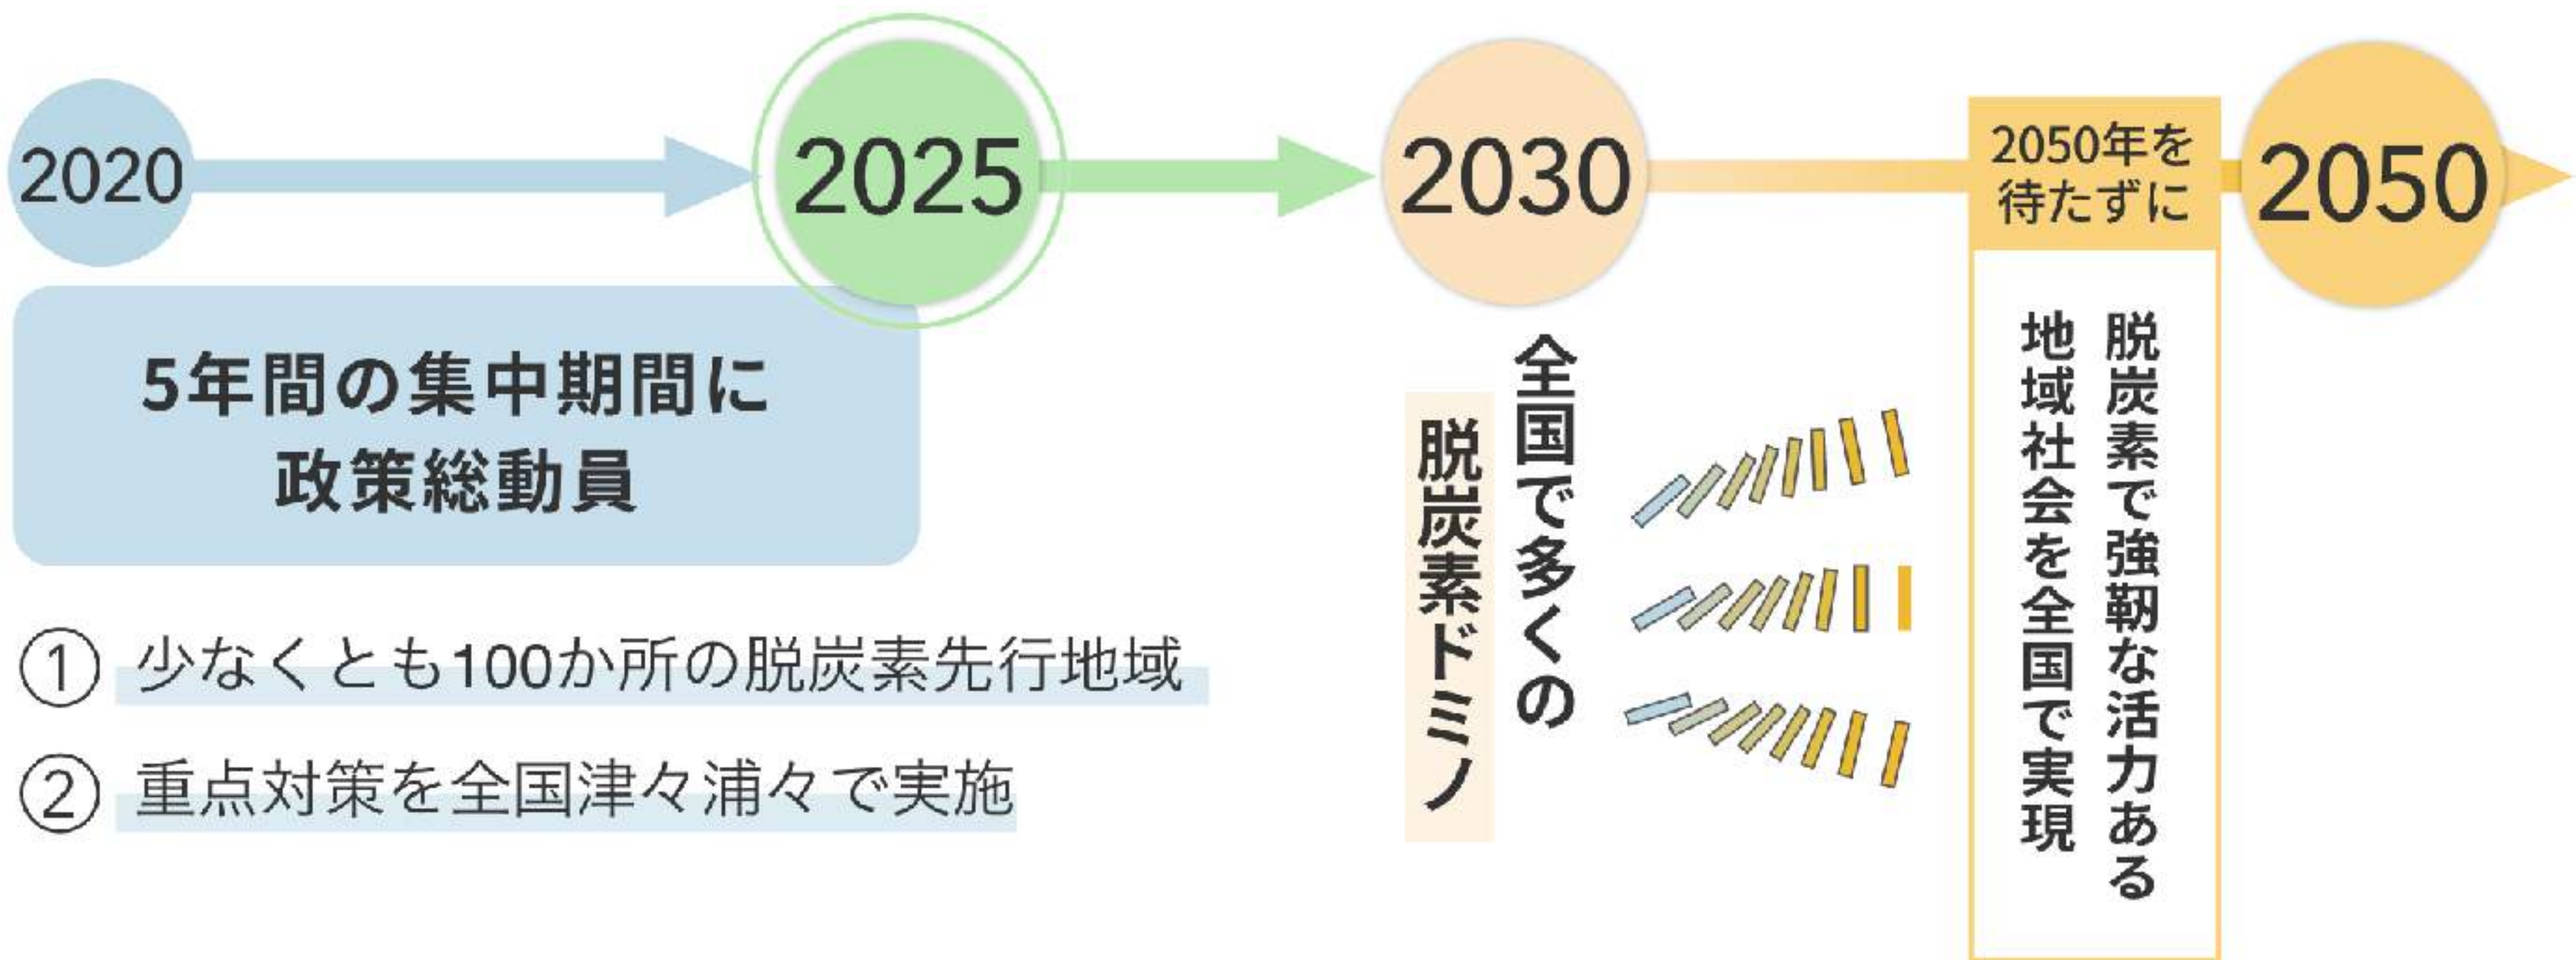 2020
2025
2030
2050年を
待たずに
2050
5年間の集中期間に
政策総動員
① 少なくとも100か所の脱炭素先行地域
② 重点対策を全国津々浦々で実施
全国で多くの
脱炭素ドミノ
脱炭素で強靭な活力ある
地域社会を全国で実現